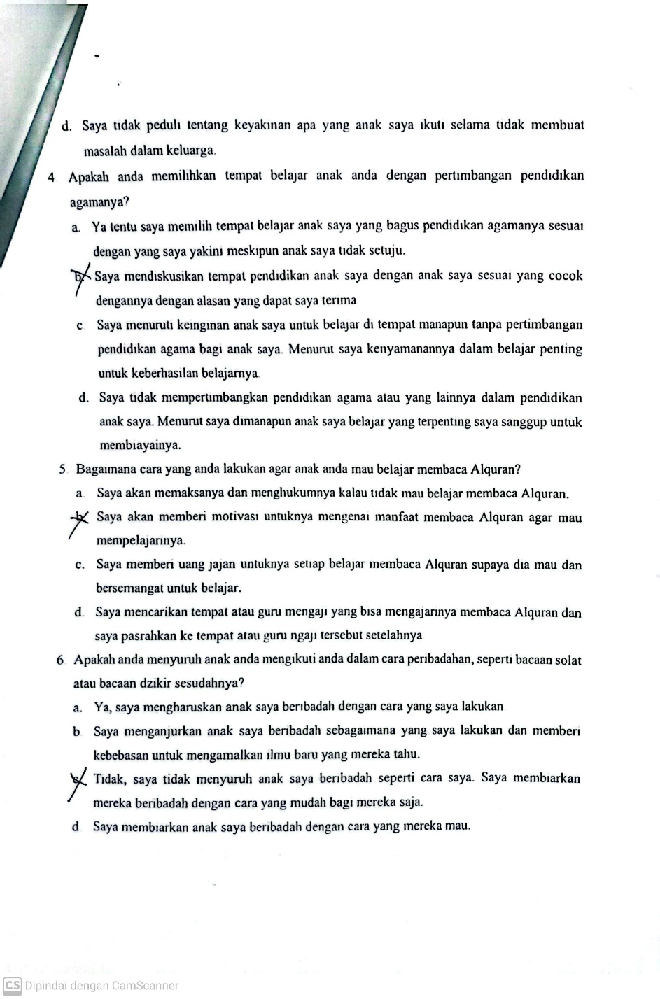 d. Saya tidak peduli tentang keyakinan apa yang anak saya ikuti selama tidak membuat
masalah dalam keluarga.
4 Apakah anda memilihkan tempat belajar anak anda dengan pertimbangan pendidikan
agamanya?
a. Ya tentu saya memilih tempat belajar anak saya yang bagus pendidikan agamanya sesuai
dengan yang saya yakini meskipun anak saya tidak setuju.
b. Saya mendiskusikan tempat pendidikan anak saya dengan anak saya sesuai yang cocok
dengannya dengan alasan yang dapat saya terima
c Saya menuruti keinginan anak saya untuk belajar di tempat manapun tanpa pertimbangan
pendidikan agama bagi anak saya. Menurut saya kenyamanannya dalam belajar penting
untuk keberhasilan belajarnya.
d. Saya tidak mempertimbangkan pendidikan agama atau yang lainnya dalam pendidikan
anak saya. Menurut saya dimanapun anak saya belajar yang terpenting saya sanggup untuk
membiayainya.
5. Bagaimana cara yang anda lakukan agar anak anda mau belajar membaca Alquran?
a. Saya akan memaksanya dan menghukumnya kalau tidak mau belajar membaca Alquran.
b. Saya akan memberi motivasi untuknya mengenai manfaat membaca Alquran agar mau
mempelajarinya.
c. Saya memberi uang jajan untuknya setiap belajar membaca Alquran supaya dia mau dan
bersemangat untuk belajar.
d. Saya mencarikan tempat atau guru mengaji yang bisa mengajarinya membaca Alquran dan
saya pasrahkan ke tempat atau guru ngaji tersebut setelahnya
6. Apakah anda menyuruh anak anda mengikuti anda dalam cara peribadahan, seperti bacaan solat
atau bacaan dzikir sesudahnya?
a. Ya, saya mengharuskan anak saya beribadah dengan cara yang saya lakukan
b. Saya menganjurkan anak saya beribadah sebagaimana yang saya lakukan dan memberi
kebebasan untuk mengamalkan ilmu baru yang mereka tahu.
c. Tidak, saya tidak menyuruh anak saya beribadah seperti cara saya. Saya membiarkan
mereka beribadah dengan cara yang mudah bagi mereka saja.
d Saya membiarkan anak saya beribadah dengan cara yang mereka mau.
CS Dipindai dengan CamScanner